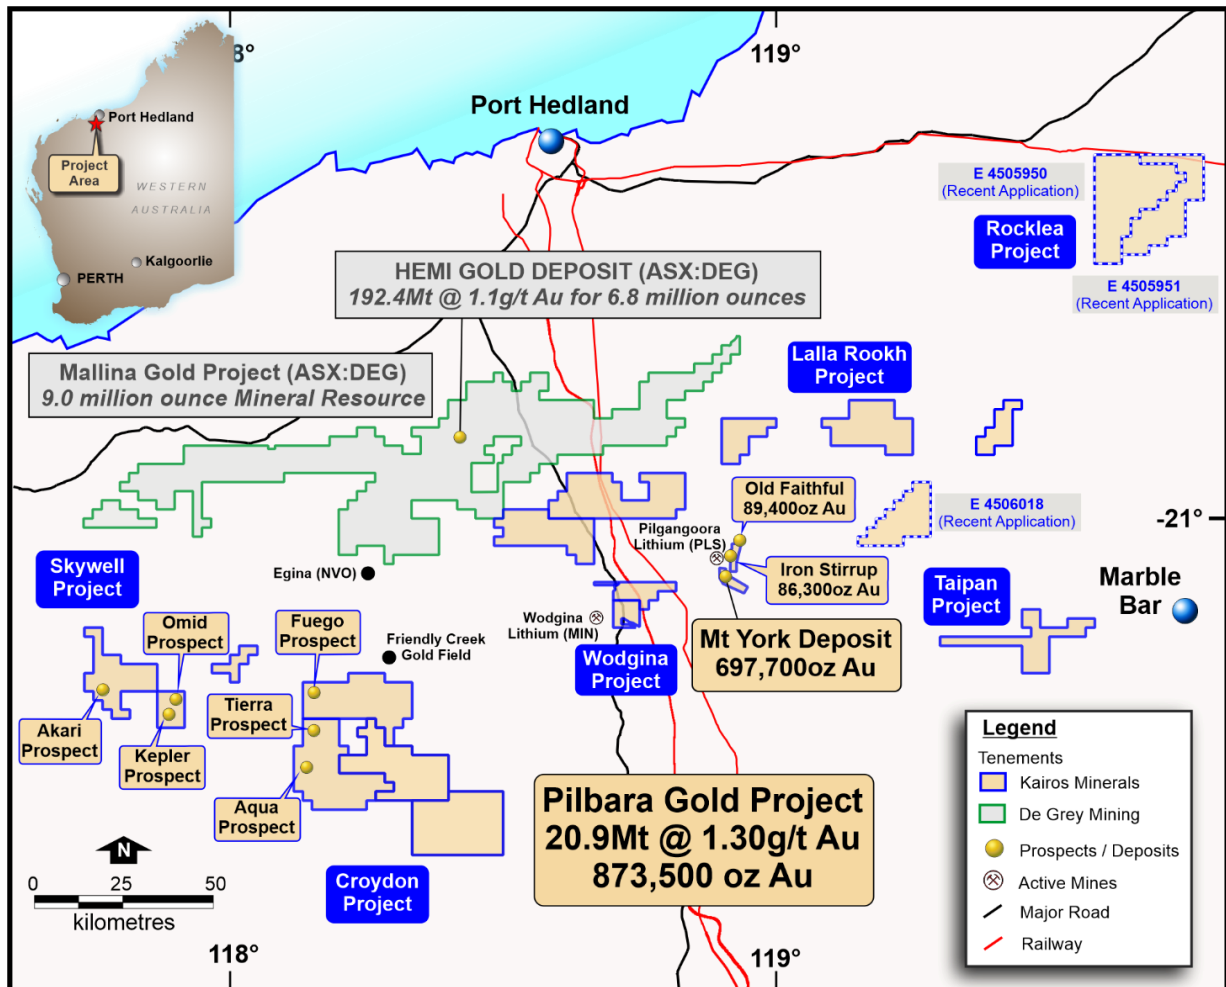 8°
119°
Port Hedland
Port Hedland
Project
Area
WESTERN
AUSTRALIA
Kalgoorlie
PERTH
E 4505950
(Recent Application)
Rocklea
Project
E 4505951
(Recent Application)
HEMI GOLD DEPOSIT (ASX:DEG)
192.4Mt @ 1.1g/t Au for 6.8 million ounces
Mallina Gold Project (ASX:DEG)
9.0 million ounce Mineral Resource
Lalla Rookh
Project
Old Faithful
89,400oz Au
E 4506018
(Recent Application)
-21°
Pilgangoora
Lithium (PLS)
Iron Stirrup
86,300oz Au
Skywell
Project
Egina (NVO)
Taipan
Project
Marble
Bar
Omid
Prospect
Fuego
Prospect
Friendly Creek
Gold Field
Wodgina
Lithium (MIN)
Wodgina
Project
Mt York Deposit
697,700oz Au
Akari
Prospect
Kepler
Prospect
Tierra
Prospect
Aqua
Prospect
Croydon
Project
Pilbara Gold Project
20.9Mt @ 1.30g/t Au
873,500 oz Au
N
0 25 50
kilometres
118°
119°
Legend
Tenements
Kairos Minerals
De Grey Mining
Prospects / Deposits
Active Mines
Major Road
Railway